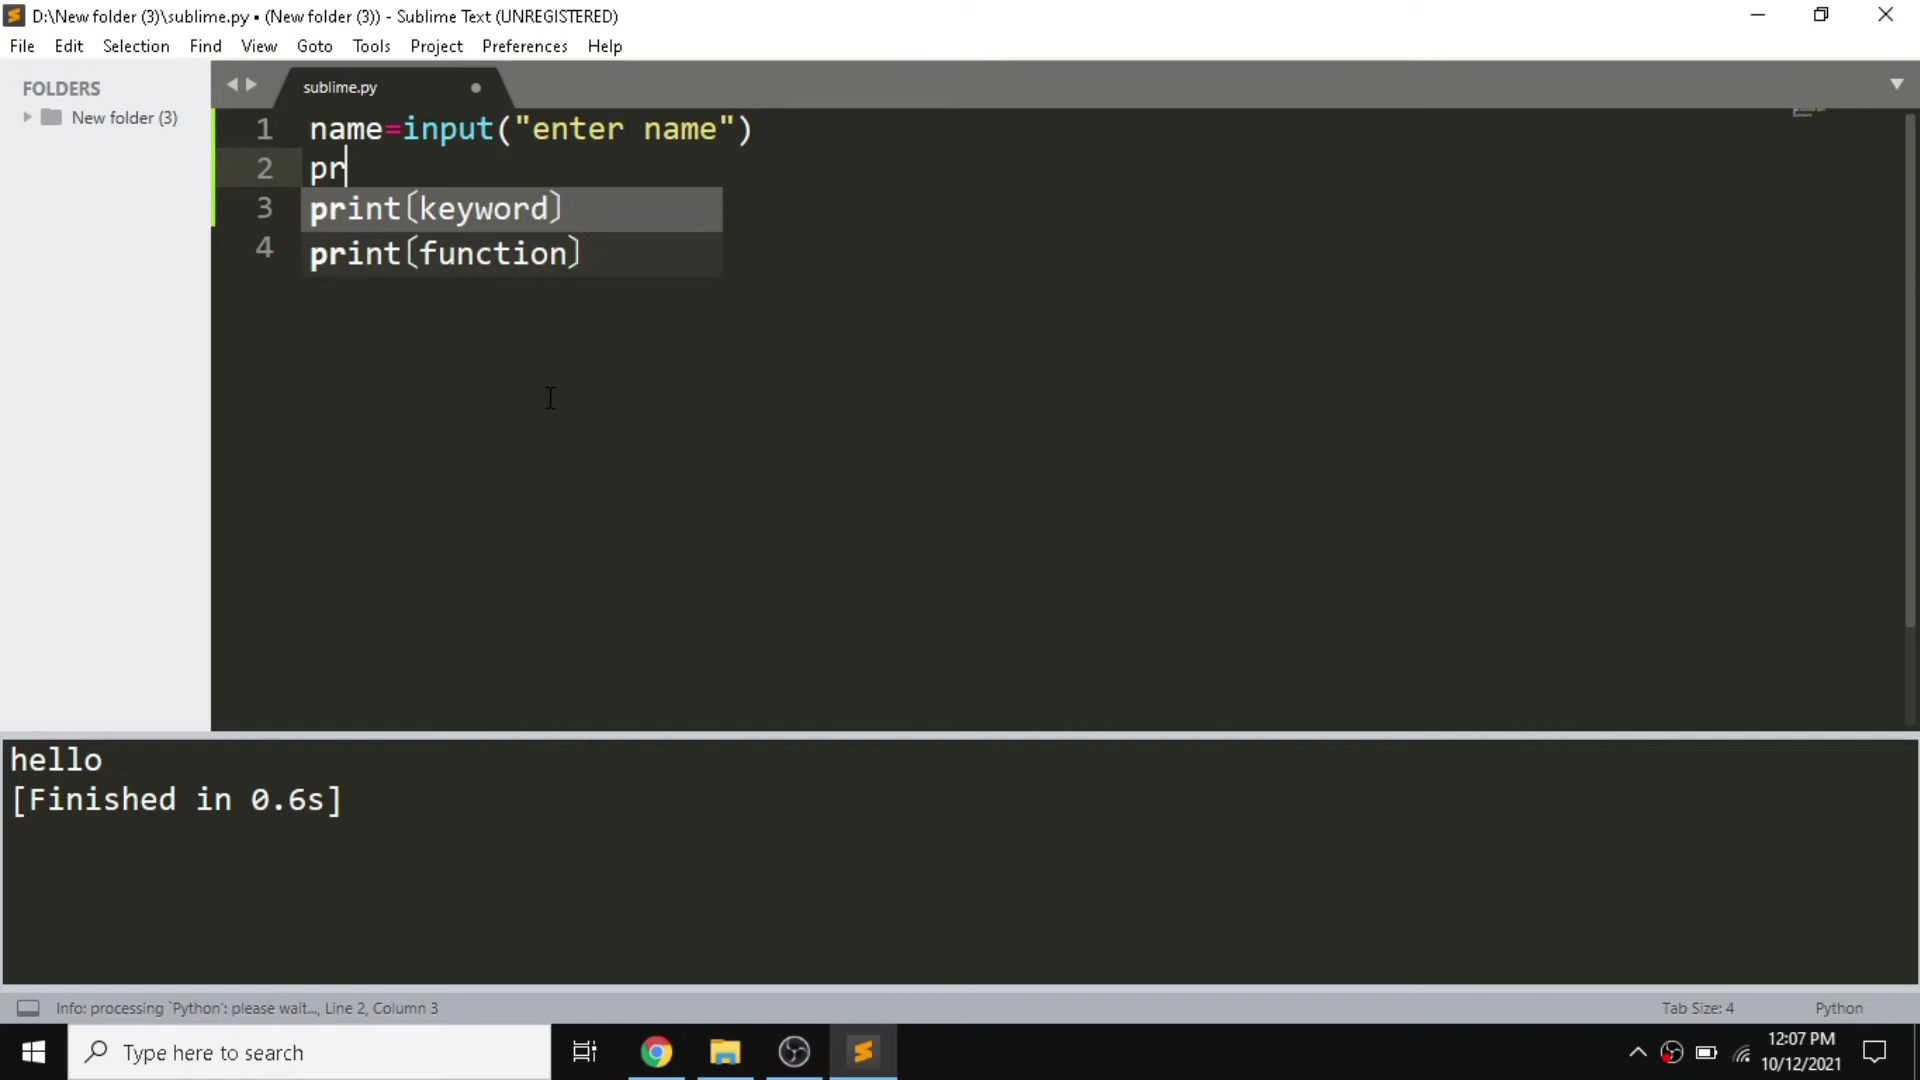 D:\New folder (3)\sublime.py • (New folder (3)) - Sublime Text (UNREGISTERED)
File Edit Selection Find View Goto Tools Project Preferences Help
FOLDERS
New folder (3)
sublime.py
1 name=input("enter name")
2 pr
3 print〔keyword〕
4 print〔function〕
hello
[Finished in 0.6s]
Info: processing `Python': please wait..., Line 2, Column 3
Tab Size: 4
Python
Type here to search
12:07 PM
10/12/2021